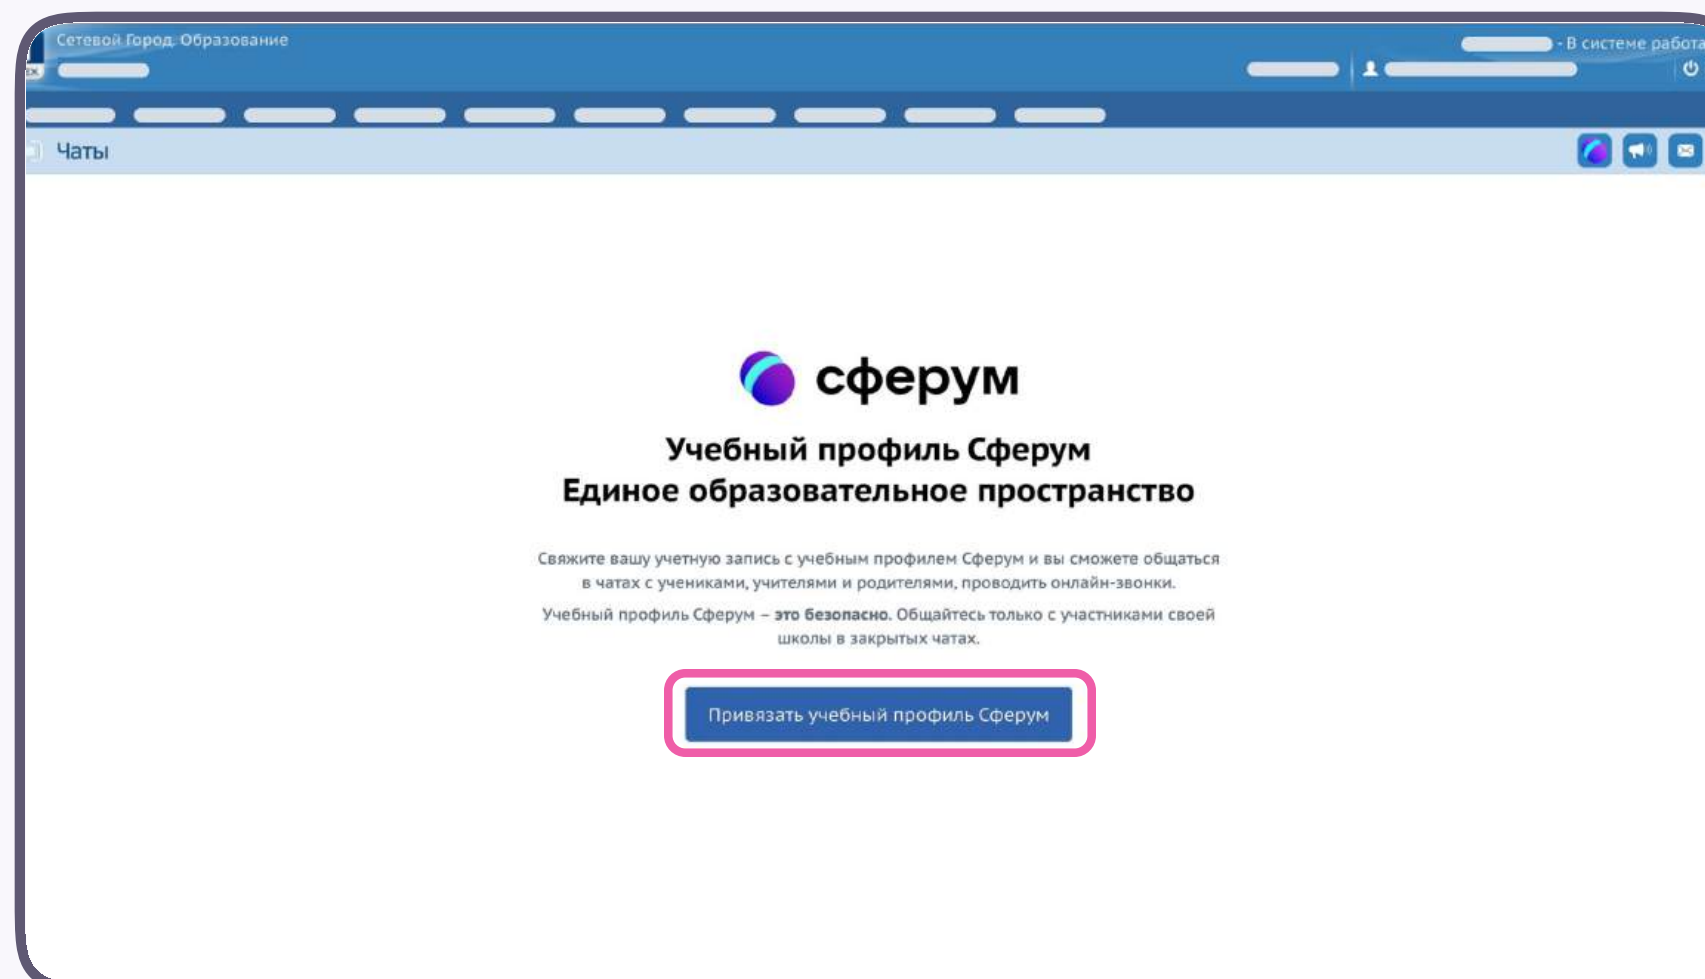 Сетевой Город. Образование
- В системе работа
Чаты
сферум
Учебный профиль Сферум
Единое образовательное пространство
Свяжите вашу учетную запись с учебным профилем Сферум и вы сможете общаться
в чатах с учениками, учителями и родителями, проводить онлайн-звонки.
Учебный профиль Сферум – это безопасно. Общайтесь только с участниками своей
школы в закрытых чатах.
Привязать учебный профиль Сферум